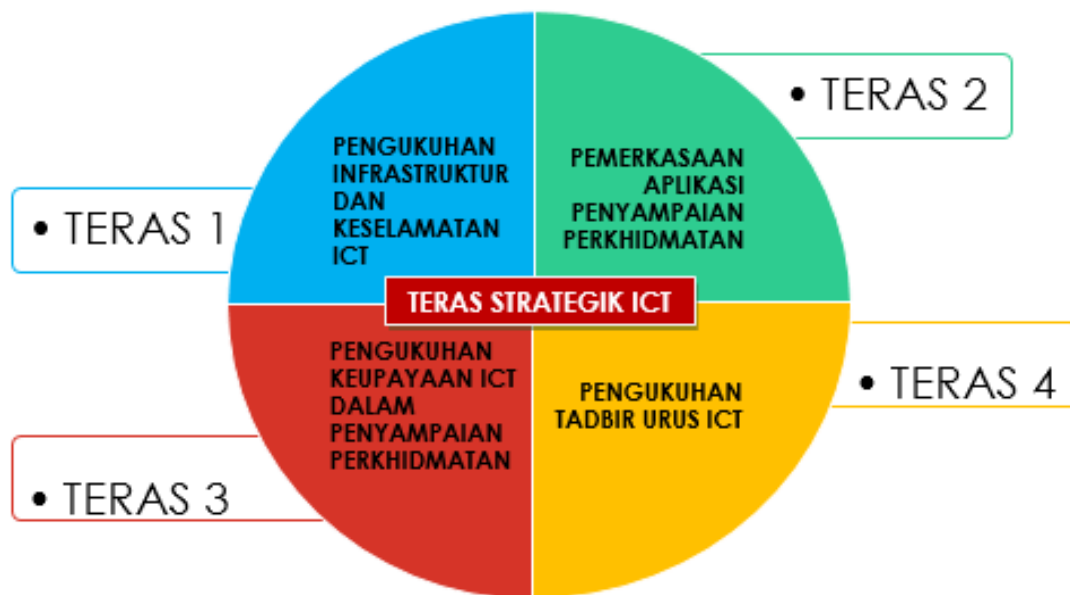 • TERAS 1
PENGUKUHAN
INFRASTRUKTUR
DAN
KESELAMATAN
ICT
• TERAS 2
PEMERKASAAN
APLIKASI
PENYAMPAIAN
PERKHIDMATAN
TERAS STRATEGIK ICT
• TERAS 3
PENGUKUHAN
KEUPAYAAN ICT
DALAM
PENYAMPAIAN
PERKHIDMATAN
• TERAS 4
PENGUKUHAN
TADBIR URUS ICT